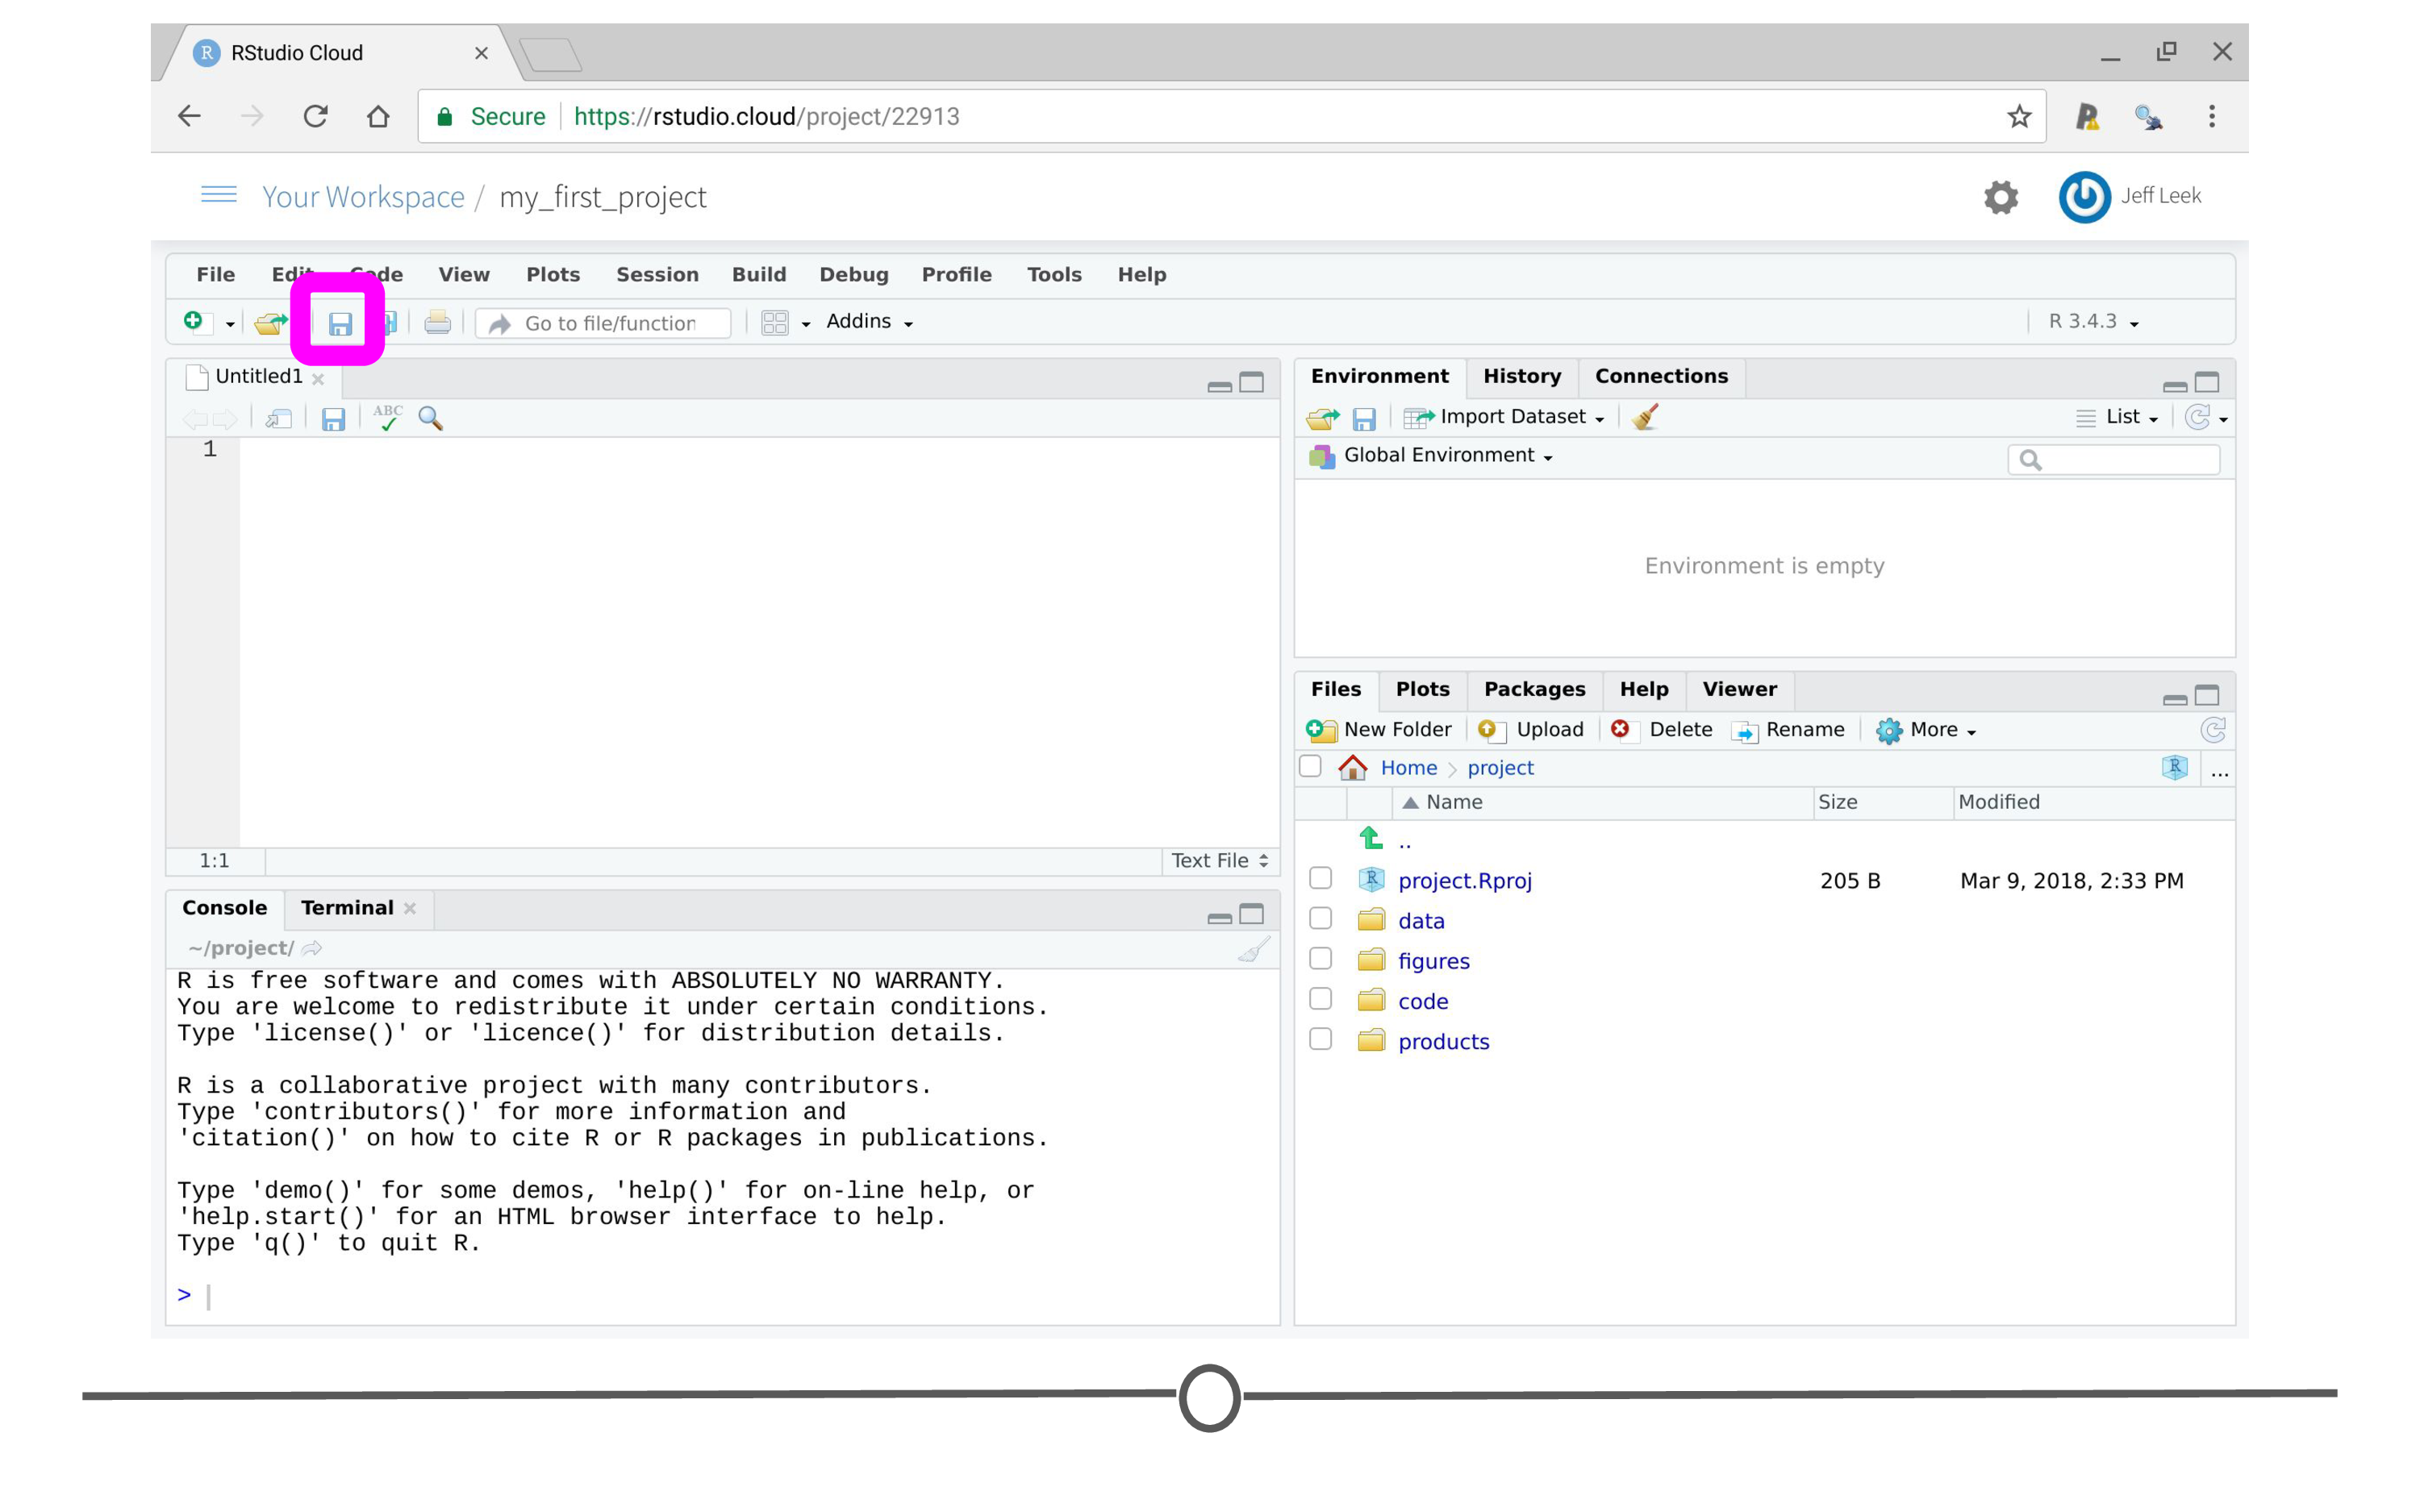 RStudio Cloud
Secure https://rstudio.cloud/project/22913
Your Workspace / my_first_project
Jeff Leek
File Edit Code View Plots Session Build Debug Profile Tools Help
Go to file/function Addins R 3.4.3
Untitled1
ABC
1
1:1 Text File
Console Terminal
~/project/
R is free software and comes with ABSOLUTELY NO WARRANTY.
You are welcome to redistribute it under certain conditions.
Type 'license()' or 'licence()' for distribution details.
R is a collaborative project with many contributors.
Type 'contributors()' for more information and
'citation()' on how to cite R or R packages in publications.
Type 'demo()' for some demos, 'help()' for on-line help, or
'help.start()' for an HTML browser interface to help.
Type 'q()' to quit R.
>
Environment History Connections
Import Dataset List
Global Environment
Environment is empty
Files Plots Packages Help Viewer
New Folder Upload Delete Rename More
Home project ...
Name Size Modified
..
project.Rproj 205 B Mar 9, 2018, 2:33 PM
data
figures
code
products